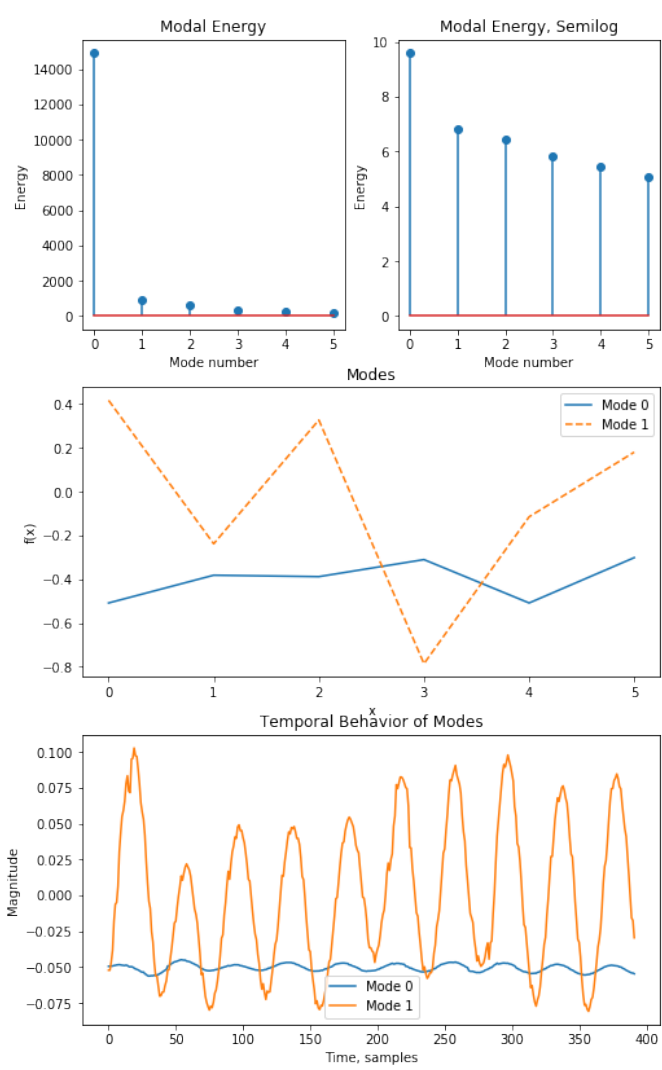 Modal Energy
14000
12000
10000
8000
6000
4000
2000
0
Energy
0 1 2 3 4 5
Mode number
Modal Energy, Semilog
10
8
6
4
2
0
Energy
0 1 2 3 4 5
Mode number
Modes
0.4
0.2
0.0
−0.2
−0.4
−0.6
−0.8
f(x)
Mode 0
Mode 1
0 1 2 3 4 5
x
Temporal Behavior of Modes
0.100
0.075
0.050
0.025
0.000
−0.025
−0.050
−0.075
Magnitude
Mode 0
Mode 1
0 50 100 150 200 250 300 350 400
Time, samples